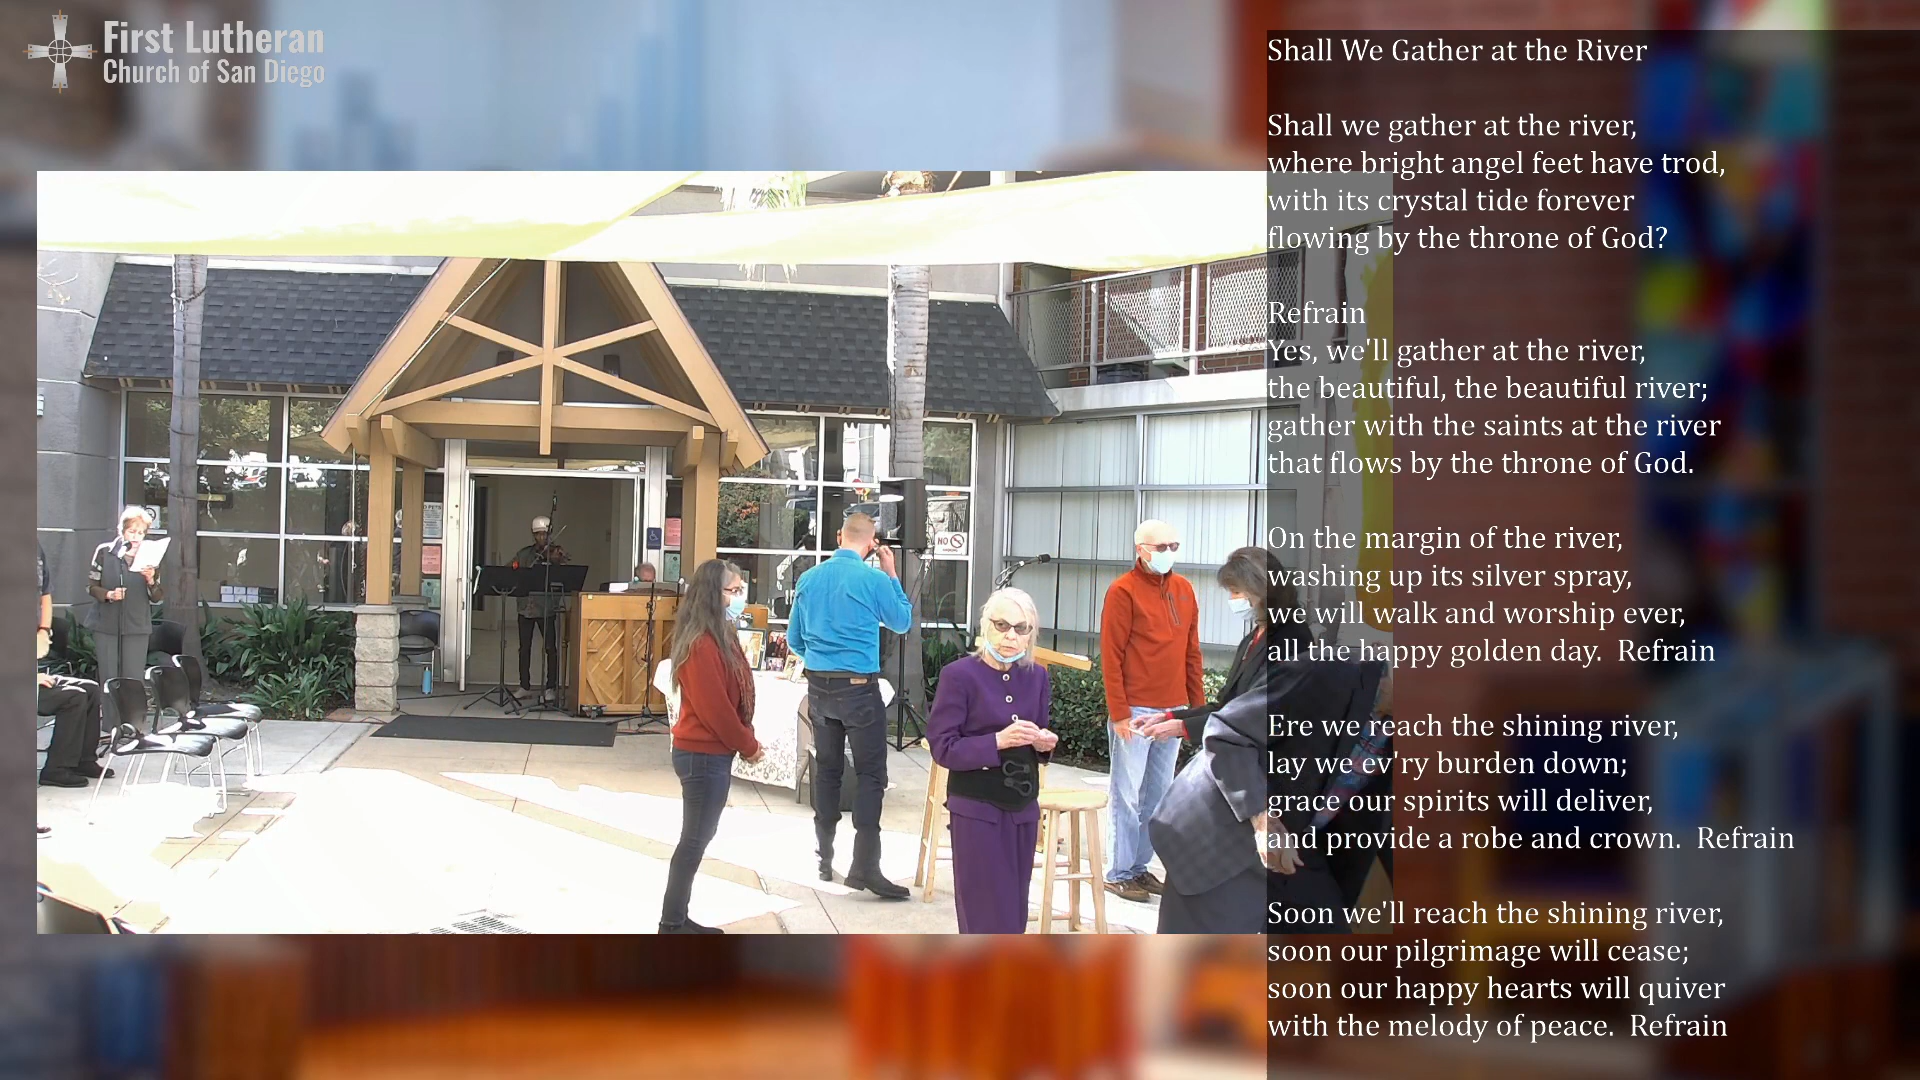 First Lutheran
Church of San Diego
Shall We Gather at the River
Shall we gather at the river,
where bright angel feet have trod,
with its crystal tide forever
flowing by the throne of God?
Refrain
Yes, we'll gather at the river,
the beautiful, the beautiful river;
gather with the saints at the river
that flows by the throne of God.
On the margin of the river,
washing up its silver spray,
we will walk and worship ever,
all the happy golden day.  Refrain
Ere we reach the shining river,
lay we ev'ry burden down;
grace our spirits will deliver,
and provide a robe and crown.  Refrain
Soon we'll reach the shining river,
soon our pilgrimage will cease;
soon our happy hearts will quiver
with the melody of peace.  Refrain
NO